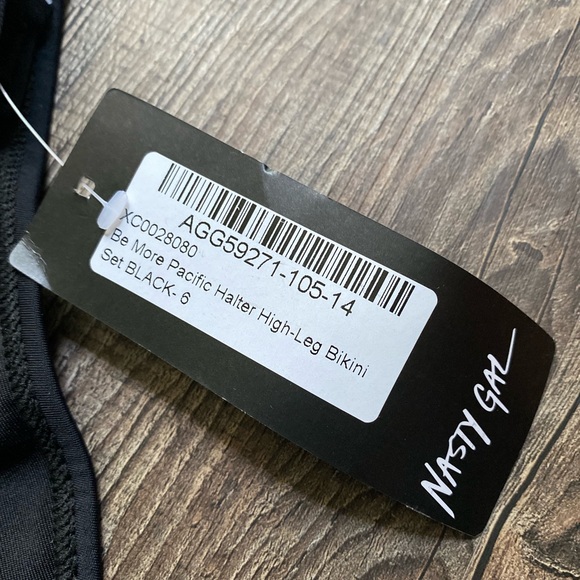 AGG59271-105-14
XC0028080
Be More Pacific Halter High-Leg Bikini
Set BLACK- 6
NASTY GAL